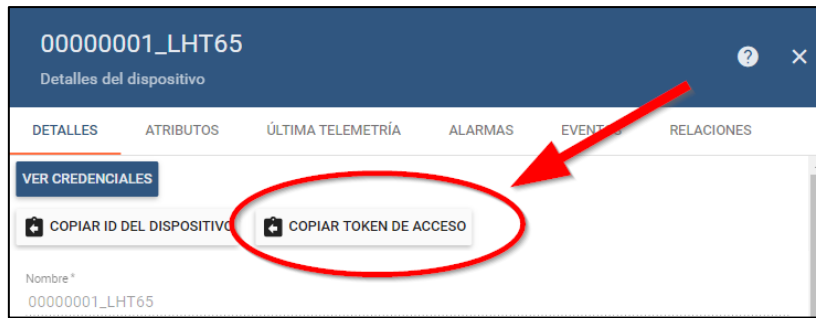 00000001_LHT65
Detalles del dispositivo
DETALLES ATRIBUTOS ÚLTIMA TELEMETRÍA ALARMAS EVENTOS RELACIONES
VER CREDENCIALES
COPIAR ID DEL DISPOSITIVO COPIAR TOKEN DE ACCESO
Nombre*
00000001_LHT65